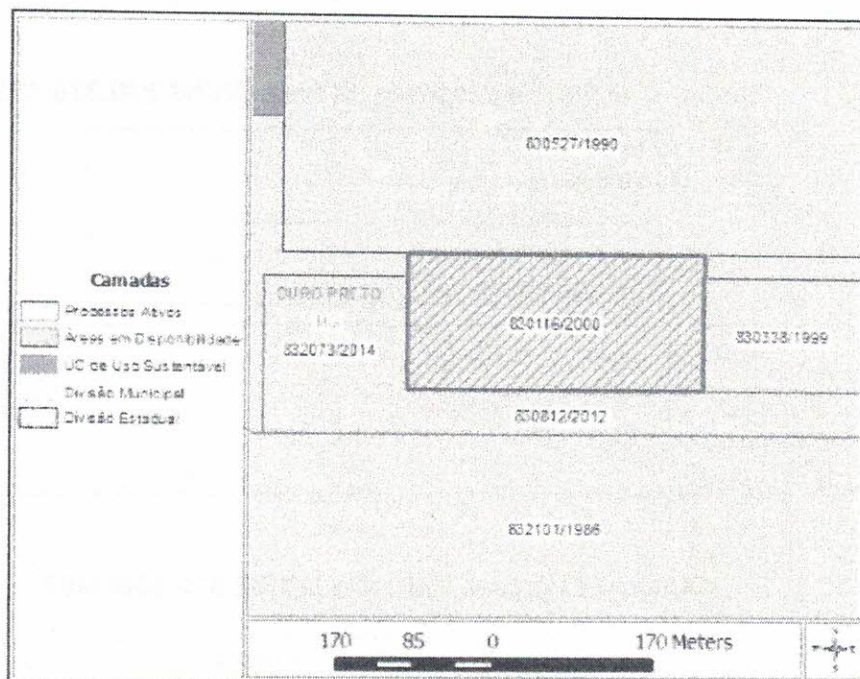 830527/1990
Camadas
Processos Ativos
Áreas em Disponibilidade
UC de Uso Sustentável
Divisão Municipal
Divisão Estadual
OURO PRETO
832073/2014
830116/2000
830338/1999
830812/2012
832101/1986
170 85 0 170 Meters